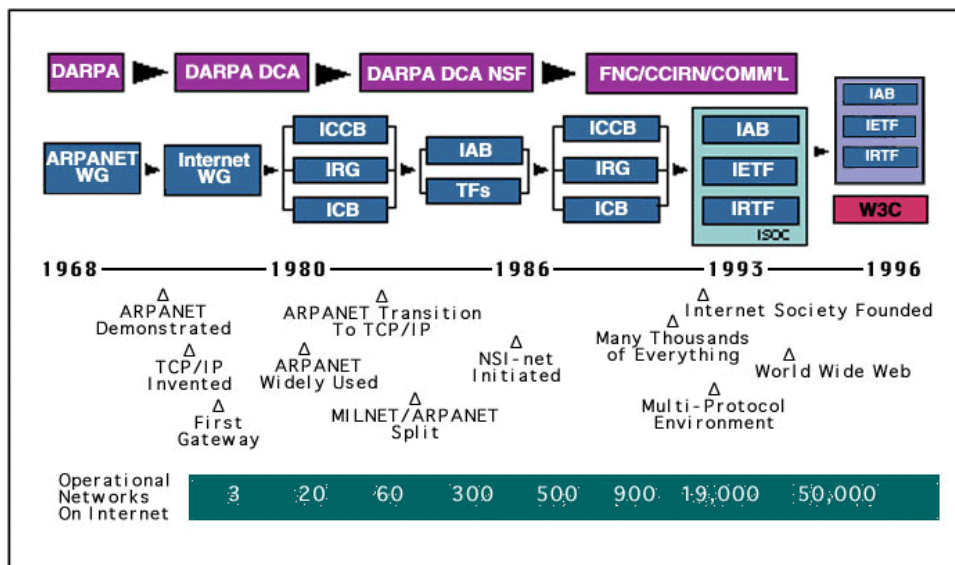 DARPA
DARPA DCA
DARPA DCA NSF
FNC/CCIRN/COMM'L
ARPANET
WG
Internet
WG
ICCB
IRG
ICB
IAB
TFs
ICCB
IRG
ICB
IAB
IETF
IRTF
ISOC
IAB
IETF
IRTF
W3C
1968
1980
1986
1993
1996
ARPANET
Demonstrated
TCP/IP
Invented
First
Gateway
ARPANET Transition
To TCP/IP
ARPANET
Widely Used
MILNET/ARPANET
Split
NSI-net
Initiated
Internet Society Founded
Many Thousands
of Everything
World Wide Web
Multi-Protocol
Environment
Operational
Networks
On Internet
3 20 60 300 500 900 19,000 50,000